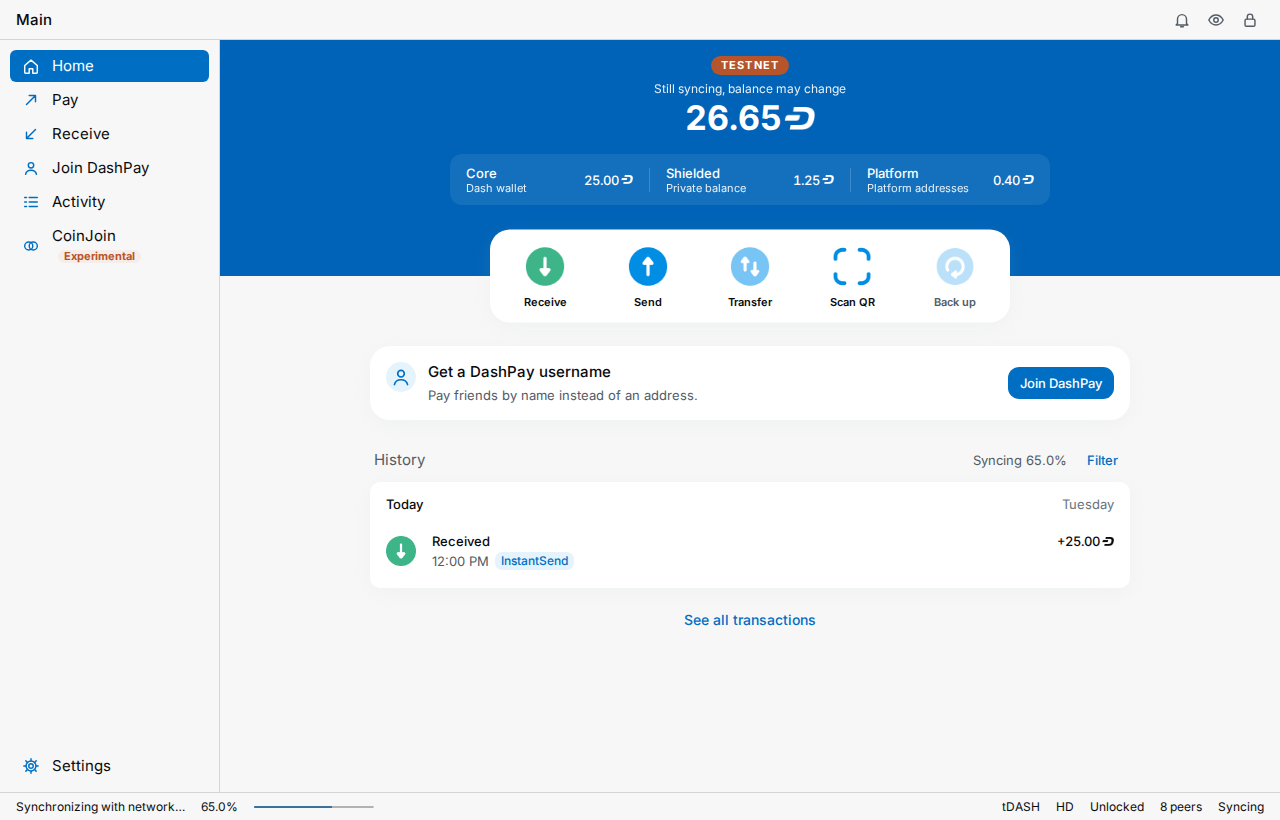 Main
Home
Pay
Receive
Join DashPay
Activity
CoinJoin
Experimental
Settings
TESTNET
Still syncing, balance may change
26.65
Core
Dash wallet
25.00
Shielded
Private balance
1.25
Platform
Platform addresses
0.40
Receive
Send
Transfer
Scan QR
Back up
Get a DashPay username
Pay friends by name instead of an address.
Join DashPay
History
Syncing 65.0%
Filter
Today
Tuesday
Received
+25.00
12:00 PM InstantSend
See all transactions
Synchronizing with network... 65.0%
tDASH HD Unlocked 8 peers Syncing